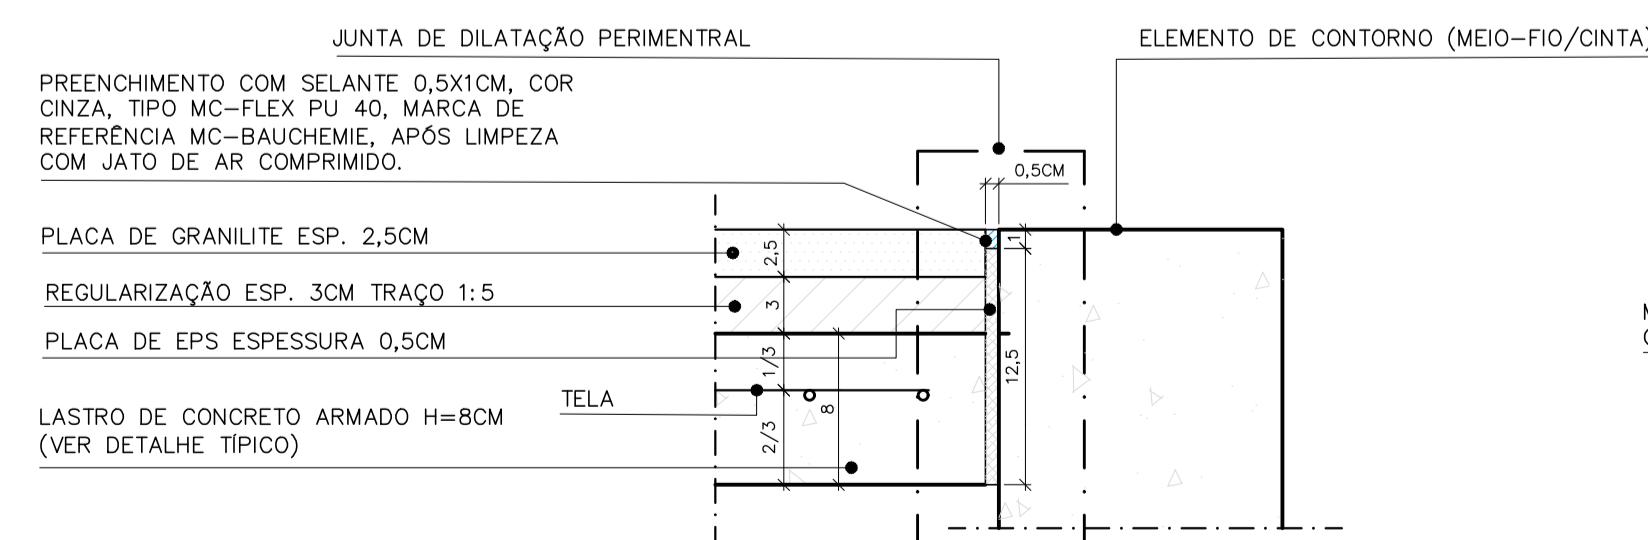 JUNTA DE DILATAÇÃO PERIMENTRAL
ELEMENTO DE CONTORNO (MEIO-FIO/CINTA)
PREENCHIMENTO COM SELANTE 0,5X1CM, COR
CINZA, TIPO MC-FLEX PU 40, MARCA DE
REFERÊNCIA MC-BAUCHEMIE, APÓS LIMPEZA
COM JATO DE AR COMPRIMIDO.
0,5CM
PLACA DE GRANILITE ESP. 2,5CM
2,5
1
REGULARIZAÇÃO ESP. 3CM TRAÇO 1:5
3
PLACA DE EPS ESPESSURA 0,5CM
1/3
12,5
TELA
8
LASTRO DE CONCRETO ARMADO H=8CM
(VER DETALHE TÍPICO)
2/3